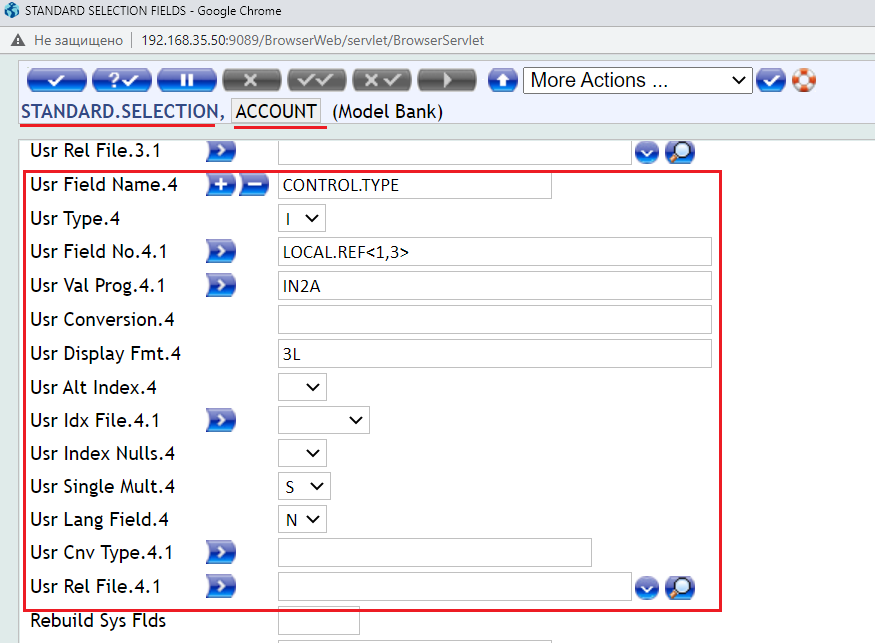 STANDARD SELECTION FIELDS - Google Chrome
Не защищено | 192.168.35.50:9089/BrowserWeb/servlet/BrowserServlet
More Actions ...
STANDARD.SELECTION, ACCOUNT (Model Bank)
Usr Rel File.3.1
Usr Field Name.4 CONTROL.TYPE
Usr Type.4 I
Usr Field No.4.1 LOCAL.REF<1,3>
Usr Val Prog.4.1 IN2A
Usr Conversion.4
Usr Display Fmt.4 3L
Usr Alt Index.4
Usr Idx File.4.1
Usr Index Nulls.4
Usr Single Mult.4 S
Usr Lang Field.4 N
Usr Cnv Type.4.1
Usr Rel File.4.1
Rebuild Sys Flds